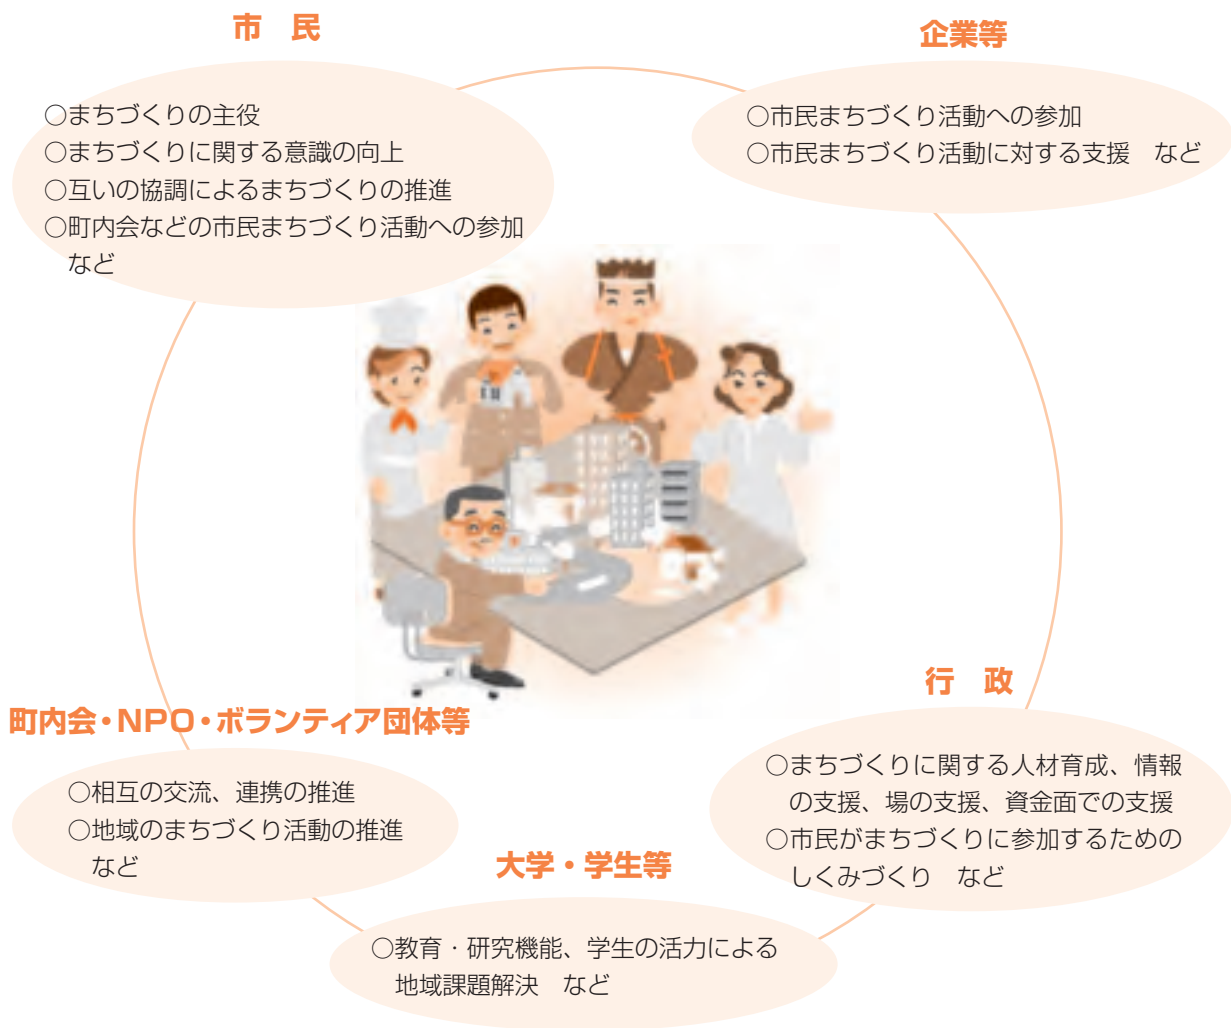 市　民
○まちづくりの主役
○まちづくりに関する意識の向上
○互いの協調によるまちづくりの推進
○町内会などの市民まちづくり活動への参加
など
企業等
○市民まちづくり活動への参加
○市民まちづくり活動に対する支援　など
町内会・NPO・ボランティア団体等
○相互の交流、連携の推進
○地域のまちづくり活動の推進
など
大学・学生等
○教育・研究機能、学生の活力による
地域課題解決　など
行　政
○まちづくりに関する人材育成、情報
の支援、場の支援、資金面での支援
○市民がまちづくりに参加するための
しくみづくり　など